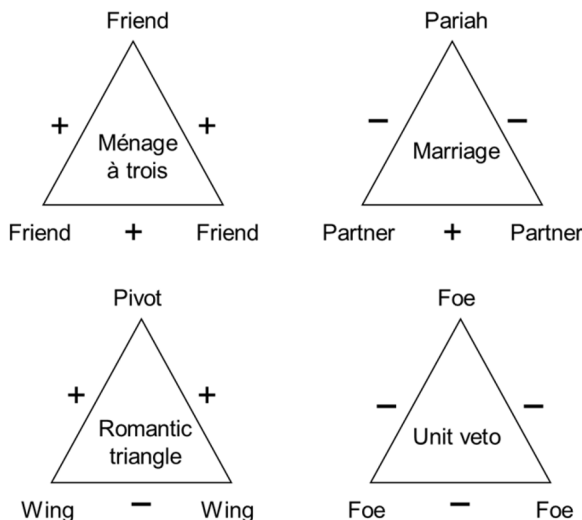 Friend Pariah
+ + − −
Ménage
à trois
Marriage
Friend + Friend Partner + Partner
Pivot Foe
+ + − −
Romantic
triangle
Unit veto
Wing − Wing Foe − Foe